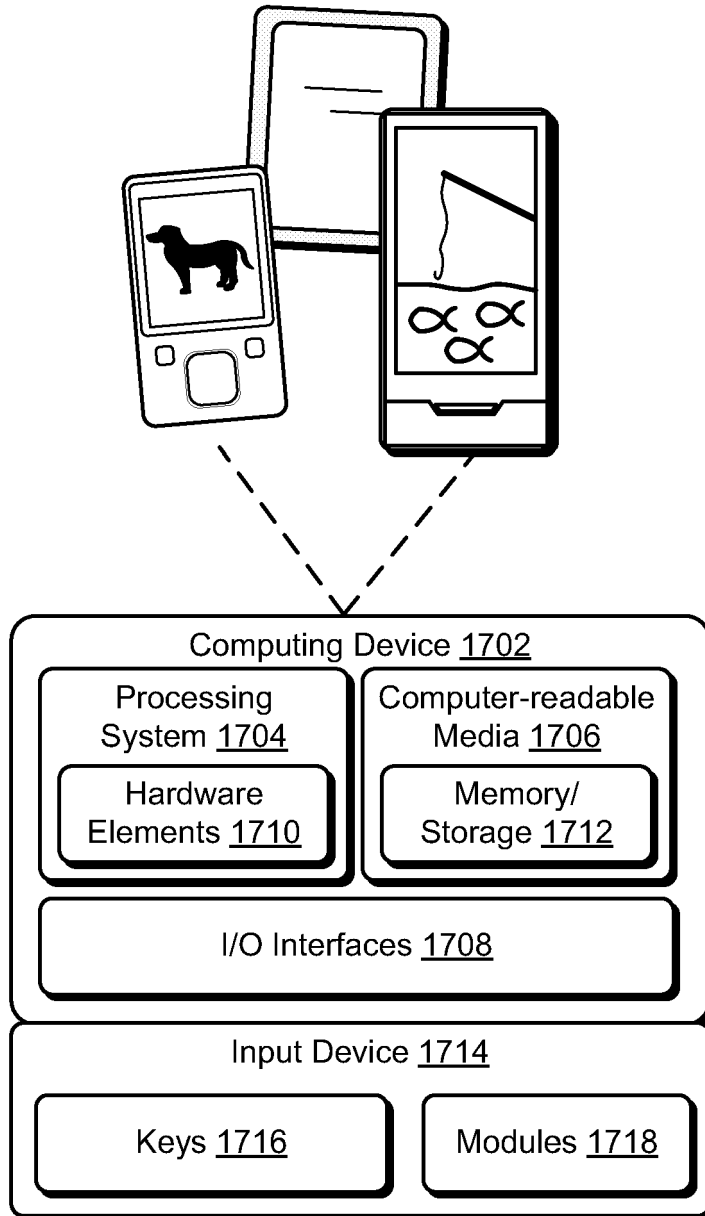 Computing Device 1702
Processing
System 1704
Computer-readable
Media 1706
Hardware
Elements 1710
Memory/
Storage 1712
I/O Interfaces 1708
Input Device 1714
Keys 1716
Modules 1718